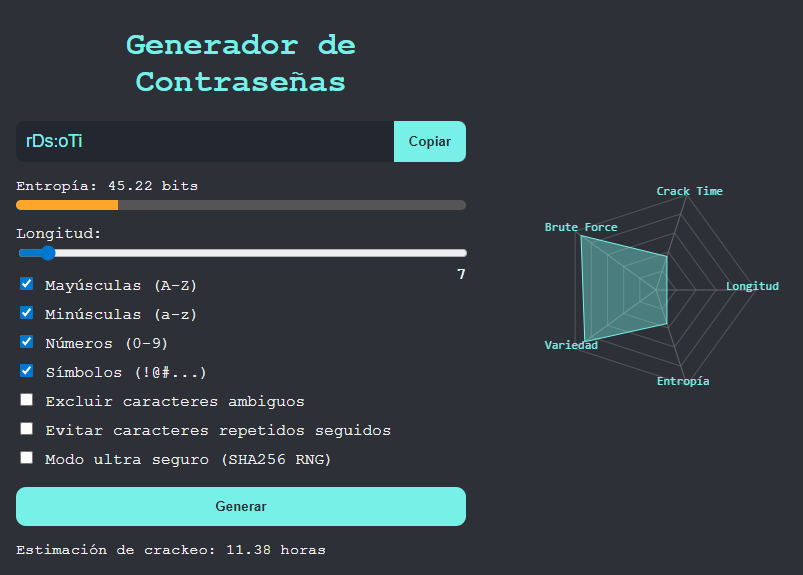 Generador de
Contraseñas
rDs:oTi
Copiar
Entropía: 45.22 bits
Longitud:
7
Mayúsculas (A-Z)
Minúsculas (a-z)
Números (0-9)
Símbolos (!@#...)
Excluir caracteres ambiguos
Evitar caracteres repetidos seguidos
Modo ultra seguro (SHA256 RNG)
Generar
Estimación de crackeo: 11.38 horas
Crack Time
Brute Force
Longitud
Variedad
Entropía